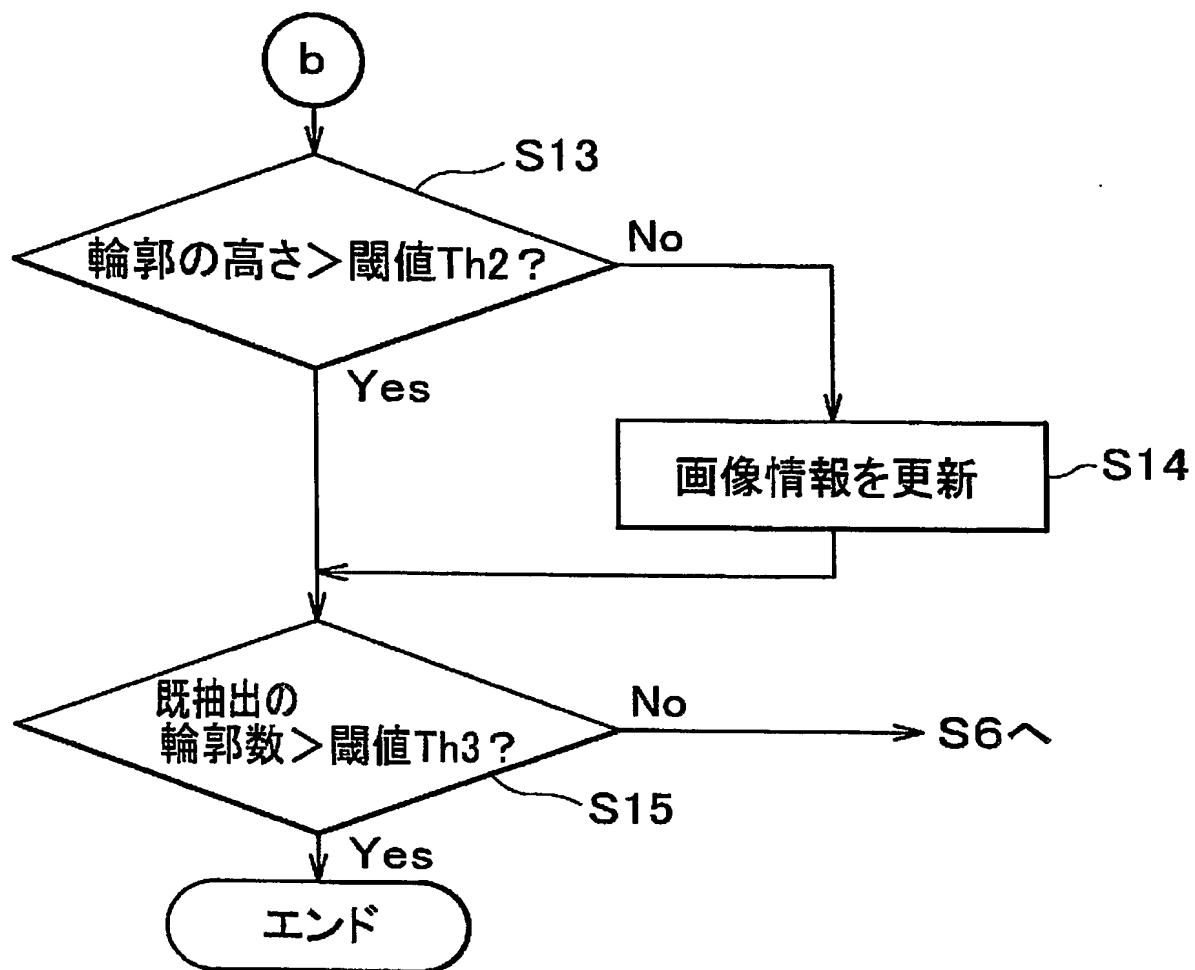 b
S13
輪郭の高さ＞閾値Th2？
No
Yes
画像情報を更新
S14
既抽出の
輪郭数＞閾値Th3？
No
S6へ
S15
Yes
エンド